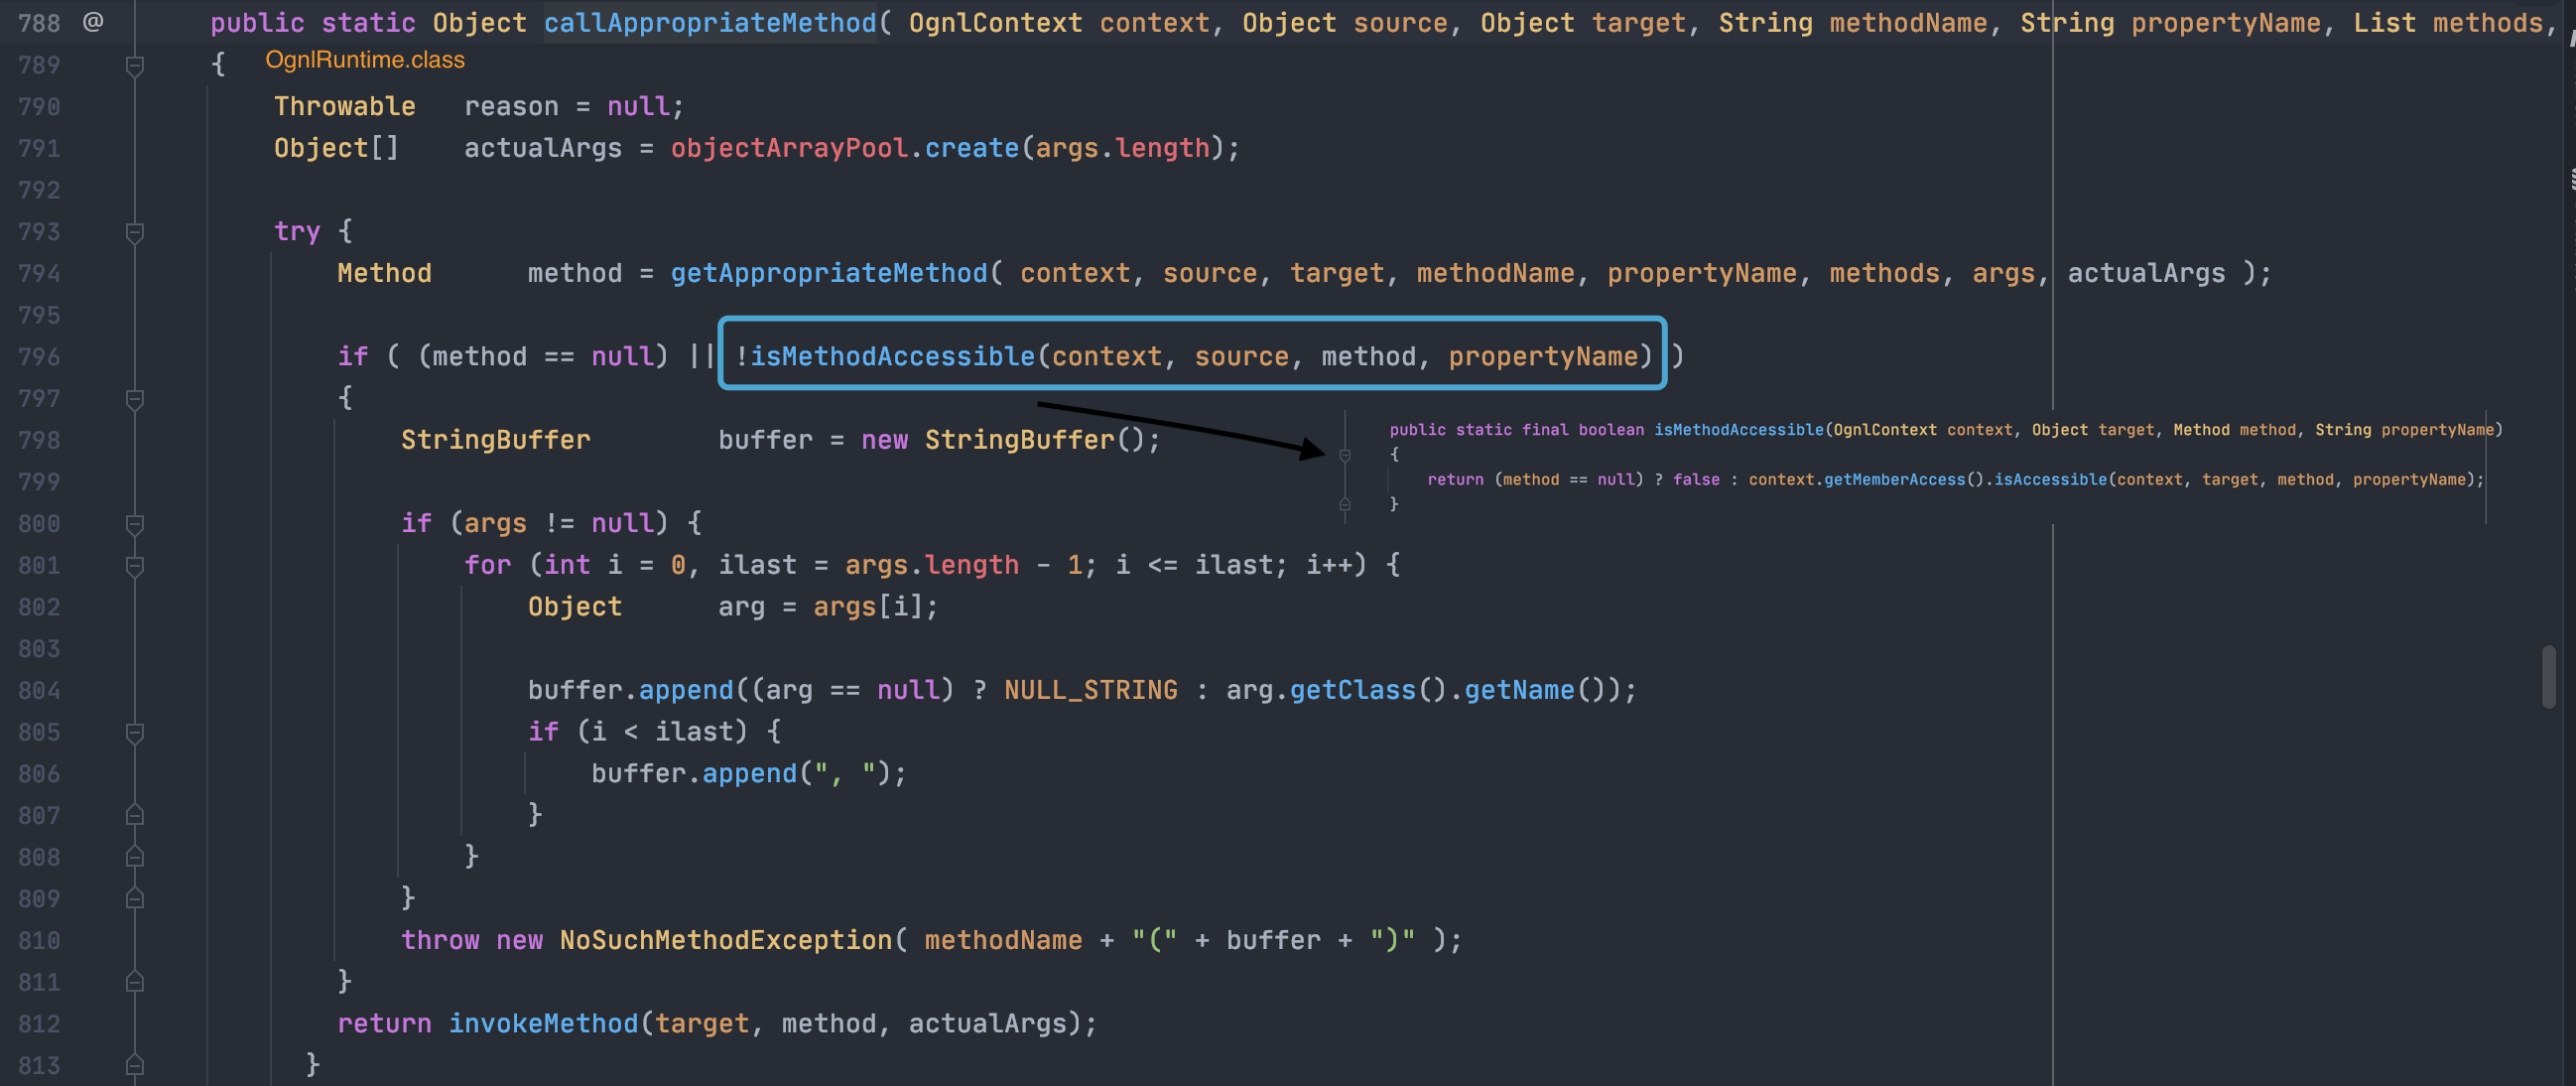 788 @ public static Object callAppropriateMethod( OgnlContext context, Object source, Object target, String methodName, String propertyName, List methods,
789 { OgnlRuntime.class
790 Throwable reason = null;
791 Object[] actualArgs = objectArrayPool.create(args.length);
792
793 try {
794 Method method = getAppropriateMethod( context, source, target, methodName, propertyName, methods, args, actualArgs );
795
796 if ( (method == null) || !isMethodAccessible(context, source, method, propertyName) )
797 {
798 StringBuffer buffer = new StringBuffer();
799
800 if (args != null) {
801 for (int i = 0, ilast = args.length - 1; i <= ilast; i++) {
802 Object arg = args[i];
803
804 buffer.append((arg == null) ? NULL_STRING : arg.getClass().getName());
805 if (i < ilast) {
806 buffer.append(", ");
807 }
808 }
809 }
810 throw new NoSuchMethodException( methodName + "(" + buffer + ")" );
811 }
812 return invokeMethod(target, method, actualArgs);
813 }
public static final boolean isMethodAccessible(OgnlContext context, Object target, Method method, String propertyName)
{
return (method == null) ? false : context.getMemberAccess().isAccessible(context, target, method, propertyName);
}